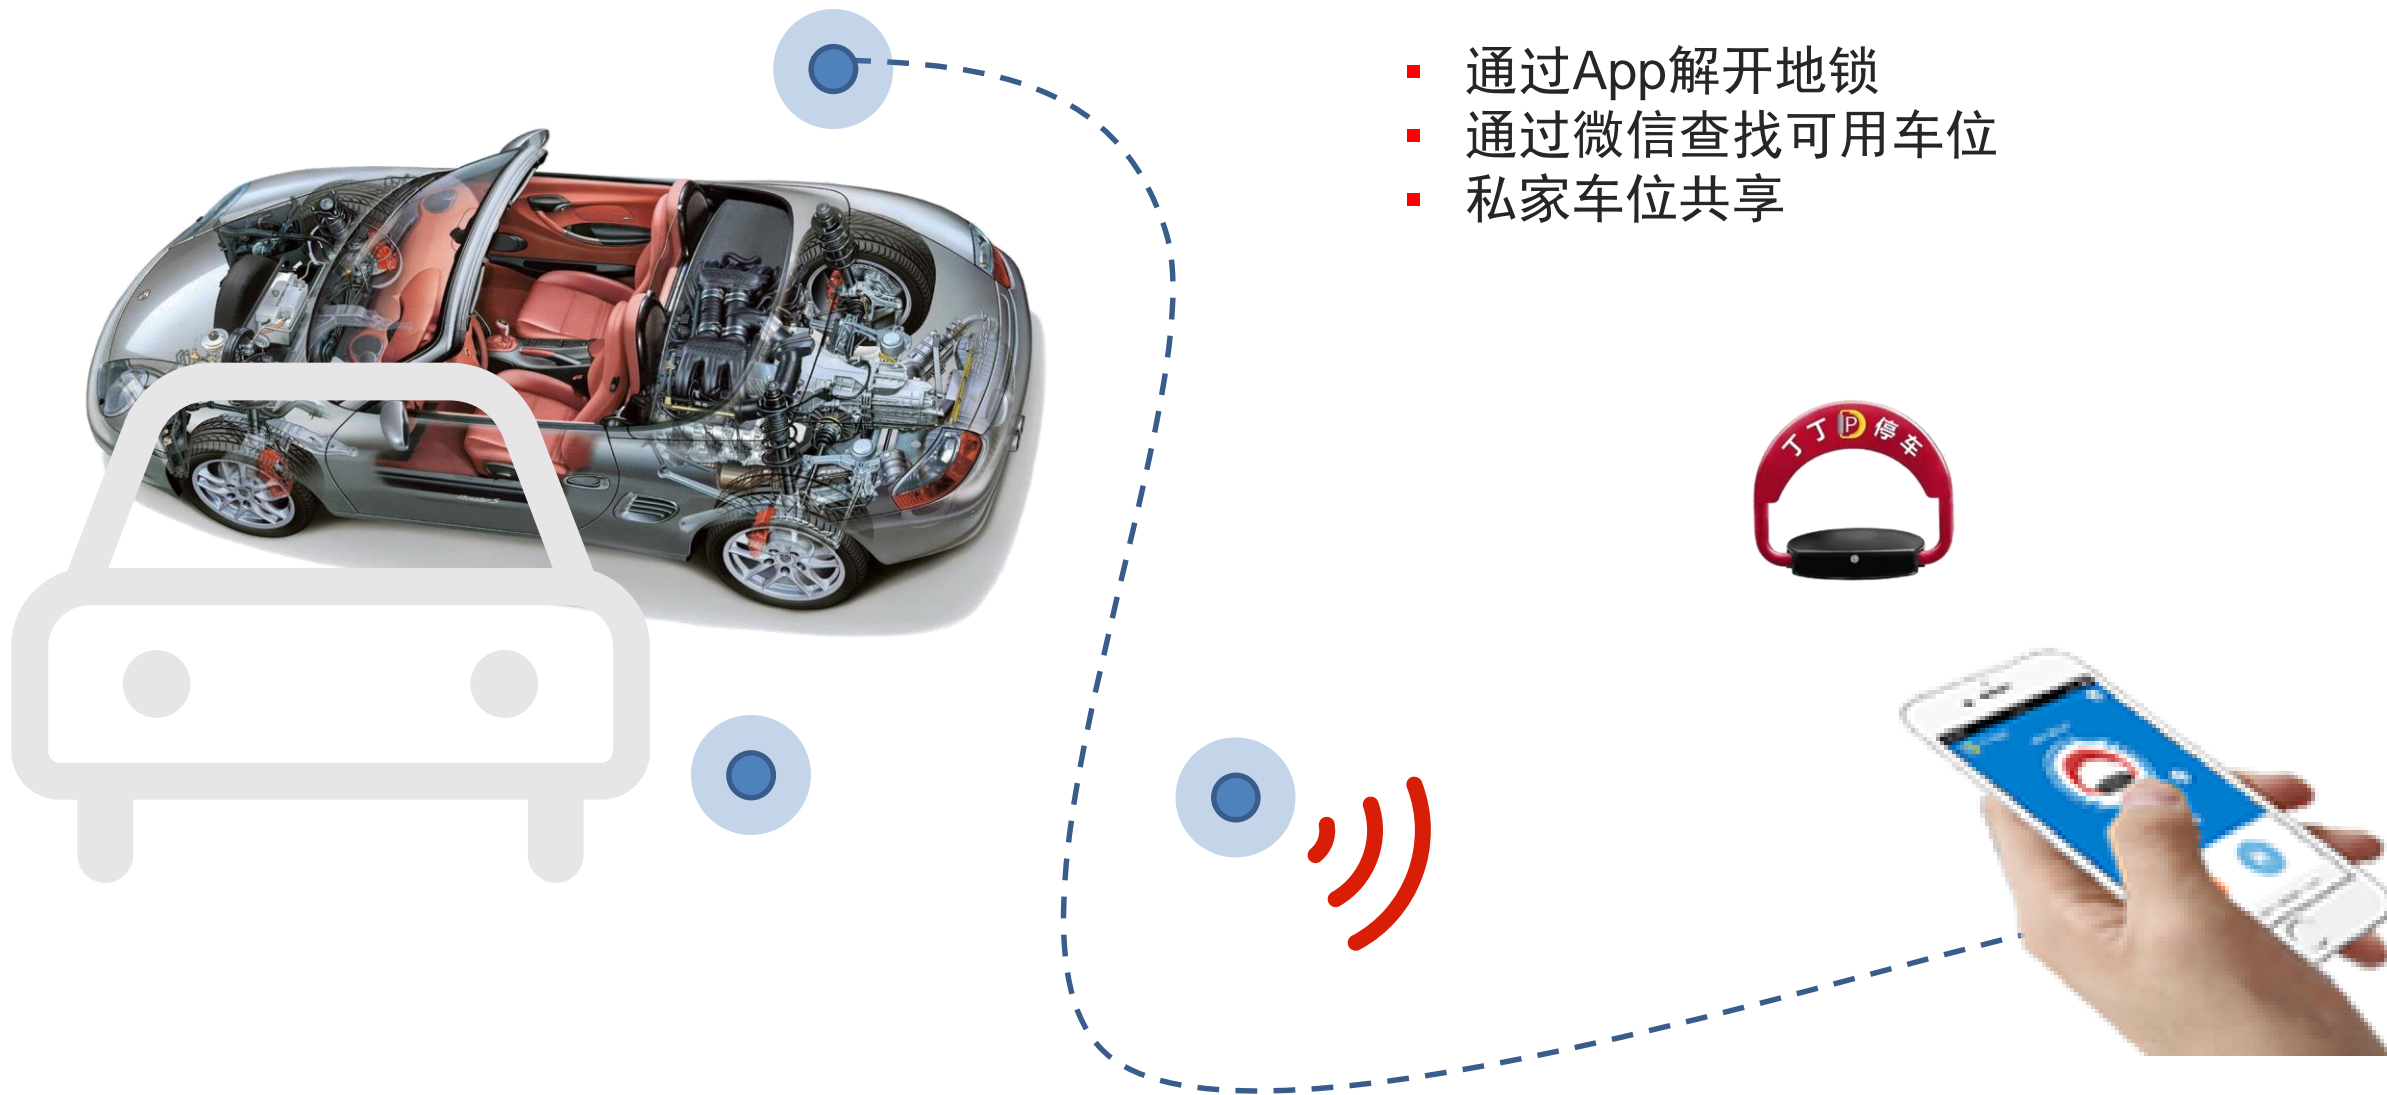 通过App解开地锁
通过微信查找可用车位
私家车位共享
丁丁P停车